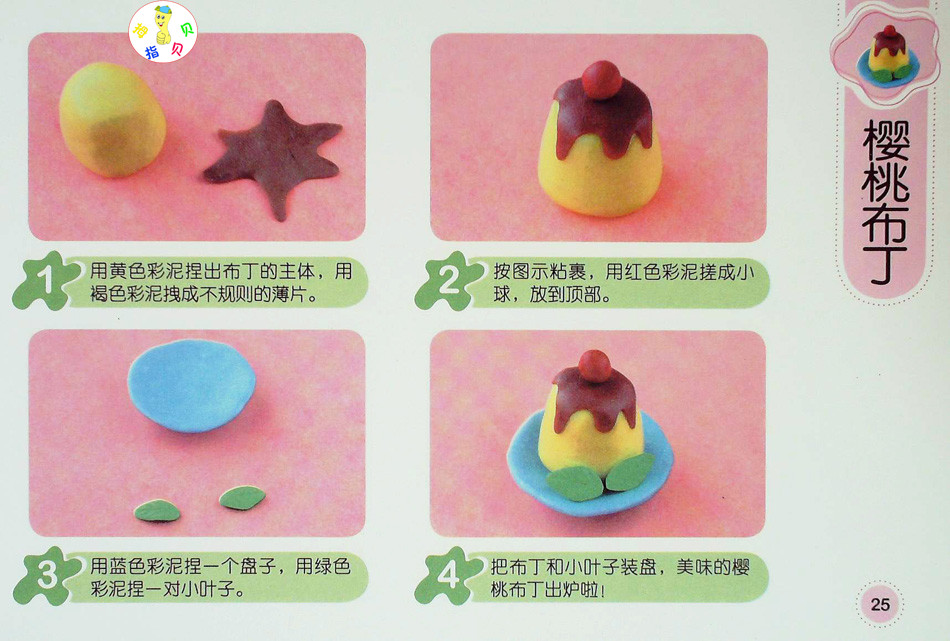 指贝贝
樱桃布丁
1
用黄色彩泥捏出布丁的主体，用
褐色彩泥拽成不规则的薄片。
2
按图示粘裹，用红色彩泥搓成小
球，放到顶部。
3
用蓝色彩泥捏一个盘子，用绿色
彩泥捏一对小叶子。
4
把布丁和小叶子装盘，美味的樱
桃布丁出炉啦！
25